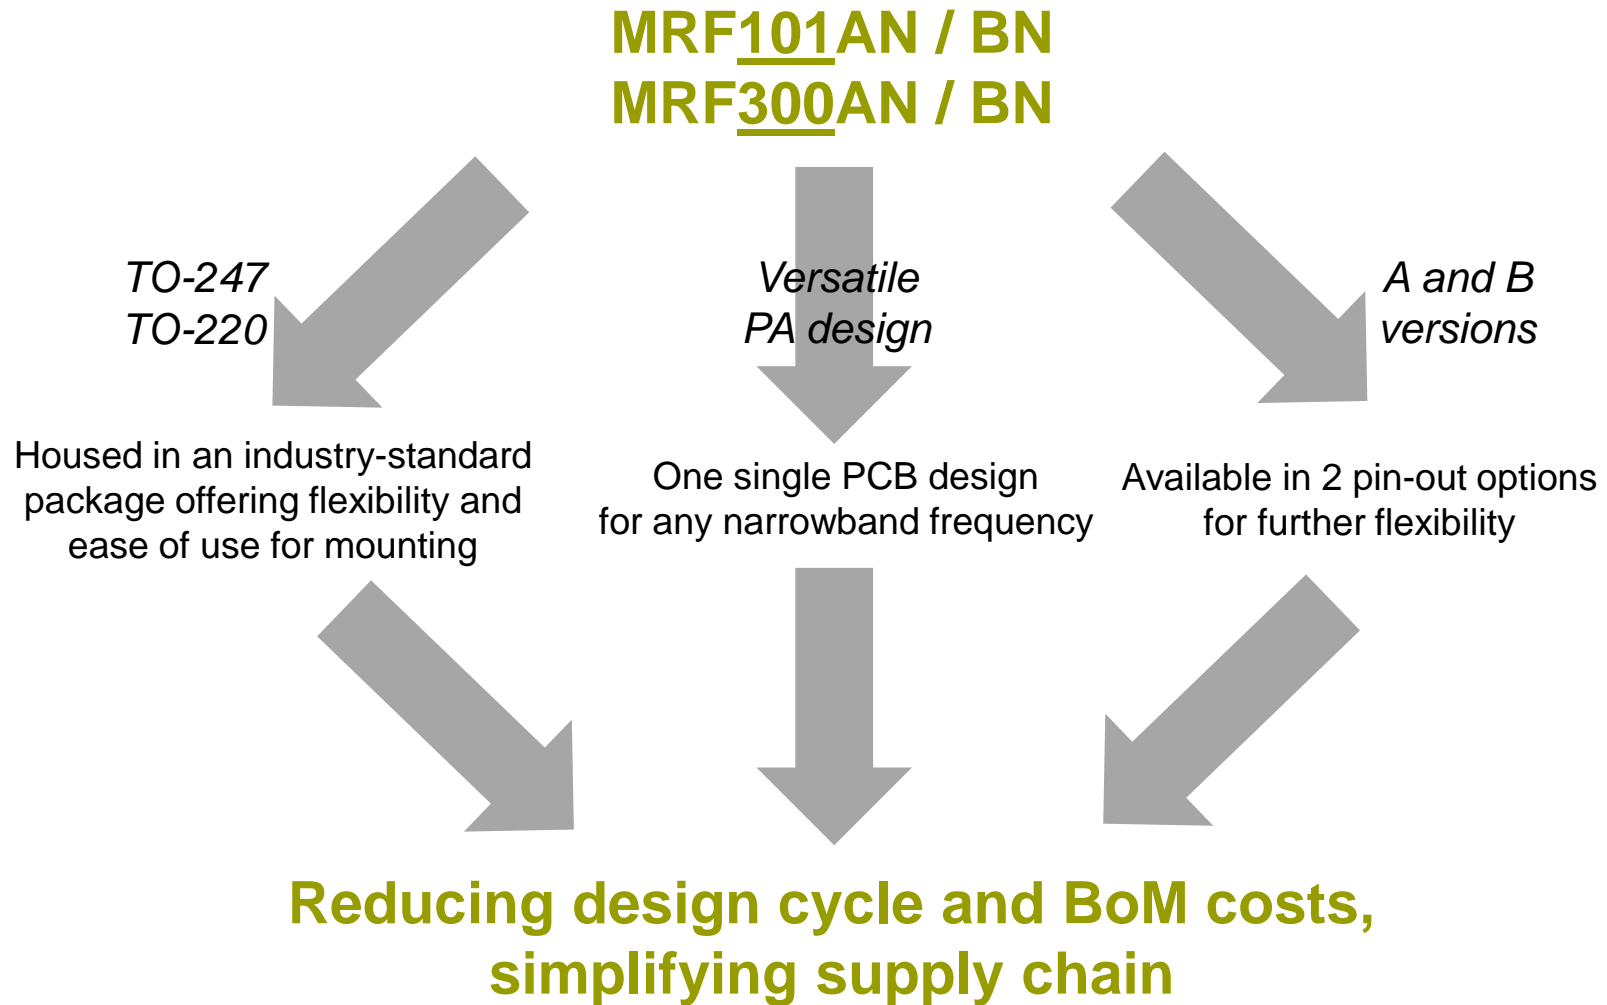 MRF101AN / BN
MRF300AN / BN
TO-247
TO-220
Versatile
PA design
A and B
versions
Housed in an industry-standard
package offering flexibility and
ease of use for mounting
One single PCB design
for any narrowband frequency
Available in 2 pin-out options
for further flexibility
Reducing design cycle and BoM costs,
simplifying supply chain